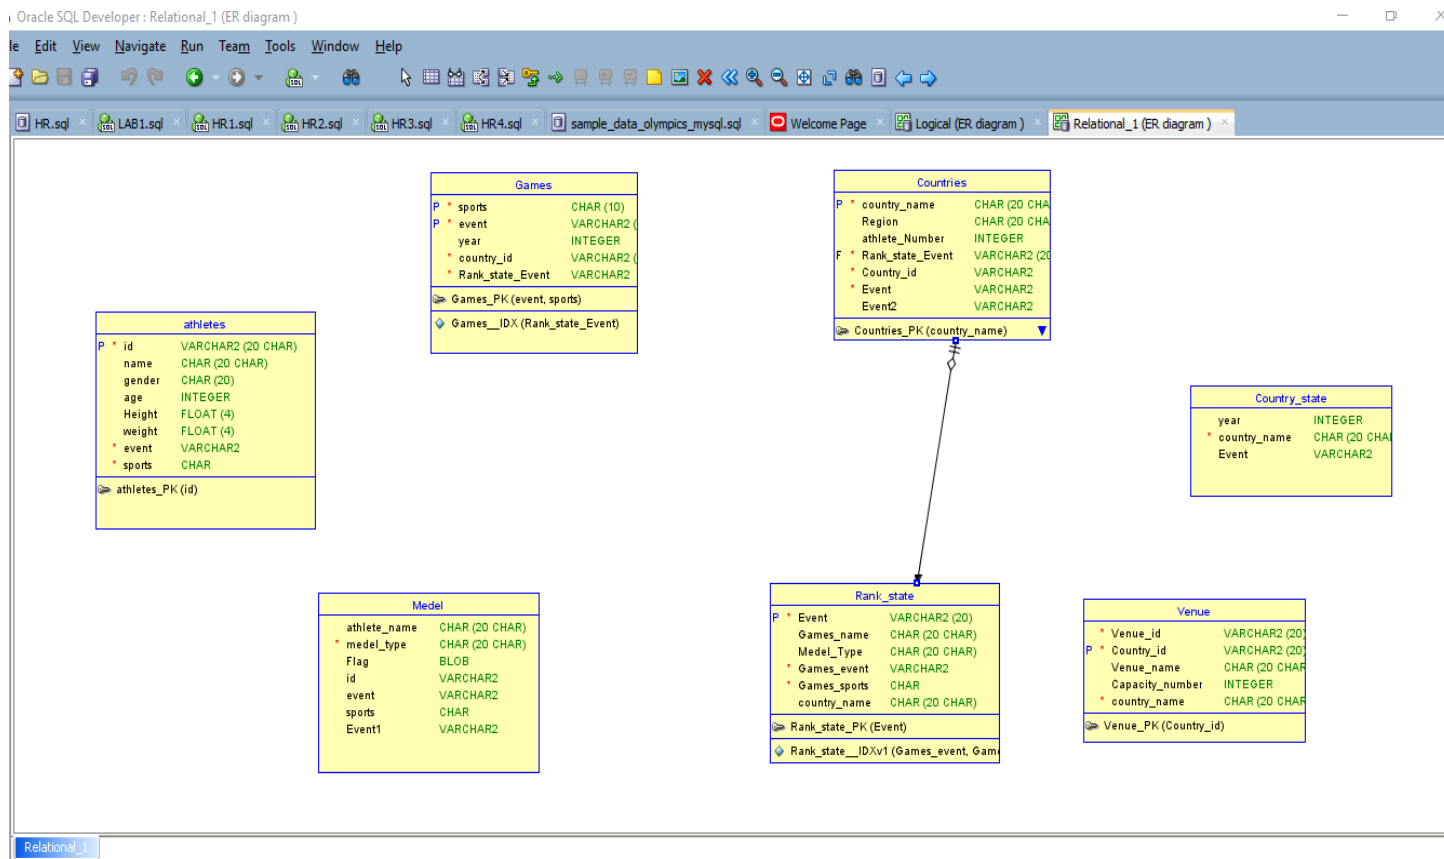 Oracle SQL Developer : Relational_1 (ER diagram )
le Edit View Navigate Run Team Tools Window Help
HR.sql LAB1.sql HR1.sql HR2.sql HR3.sql HR4.sql sample_data_olympics_mysql.sql Welcome Page Logical (ER diagram ) Relational_1 (ER diagram )
Games
P * sports CHAR (10)
P * event VARCHAR2 (
year INTEGER
* country_id VARCHAR2 (
* Rank_state_Event VARCHAR2
Games_PK (event, sports)
Games__IDX (Rank_state_Event)
Countries
P * country_name CHAR (20 CHA
Region CHAR (20 CHA
athlete_Number INTEGER
F * Rank_state_Event VARCHAR2 (20
* Country_id VARCHAR2
* Event VARCHAR2
Event2 VARCHAR2
Countries_PK (country_name)
athletes
P * id VARCHAR2 (20 CHAR)
name CHAR (20 CHAR)
gender CHAR (20)
age INTEGER
Height FLOAT (4)
weight FLOAT (4)
* event VARCHAR2
* sports CHAR
athletes_PK (id)
Country_state
year INTEGER
* country_name CHAR (20 CHA
Event VARCHAR2
Medel
athlete_name CHAR (20 CHAR)
* medel_type CHAR (20 CHAR)
Flag BLOB
id VARCHAR2
event VARCHAR2
sports CHAR
Event1 VARCHAR2
Rank_state
P * Event VARCHAR2 (20)
Games_name CHAR (20 CHAR)
Medel_Type CHAR (20 CHAR)
* Games_event VARCHAR2
* Games_sports CHAR
country_name CHAR (20 CHAR)
Rank_state_PK (Event)
Rank_state__IDXv1 (Games_event, Gam
Venue
* Venue_id VARCHAR2 (20)
P * Country_id VARCHAR2 (20)
Venue_name CHAR (20 CHAR
Capacity_number INTEGER
* country_name CHAR (20 CHAR
Venue_PK (Country_id)
Relational_1